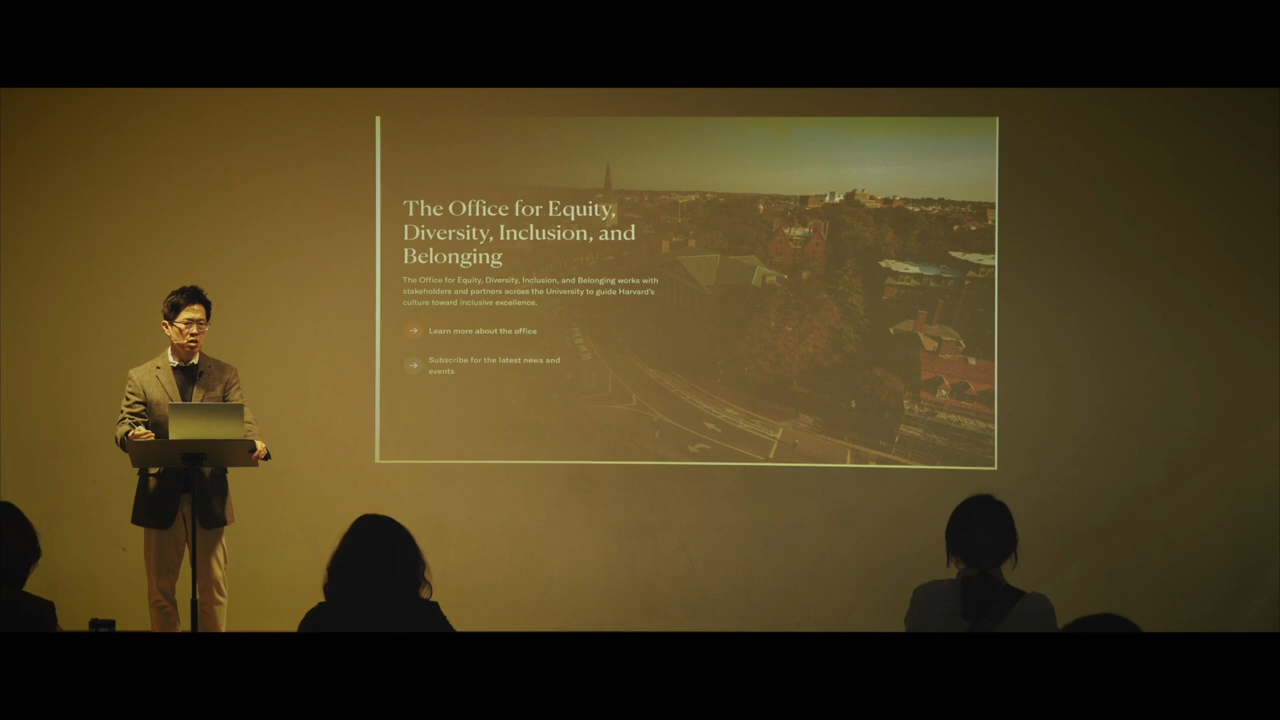 The Office for Equity,
Diversity, Inclusion, and
Belonging
The Office for Equity, Diversity, Inclusion, and Belonging works with
stakeholders and partners across the University to guide Harvard's
culture toward inclusive excellence.
Learn more about the office
Subscribe for the latest news and
events